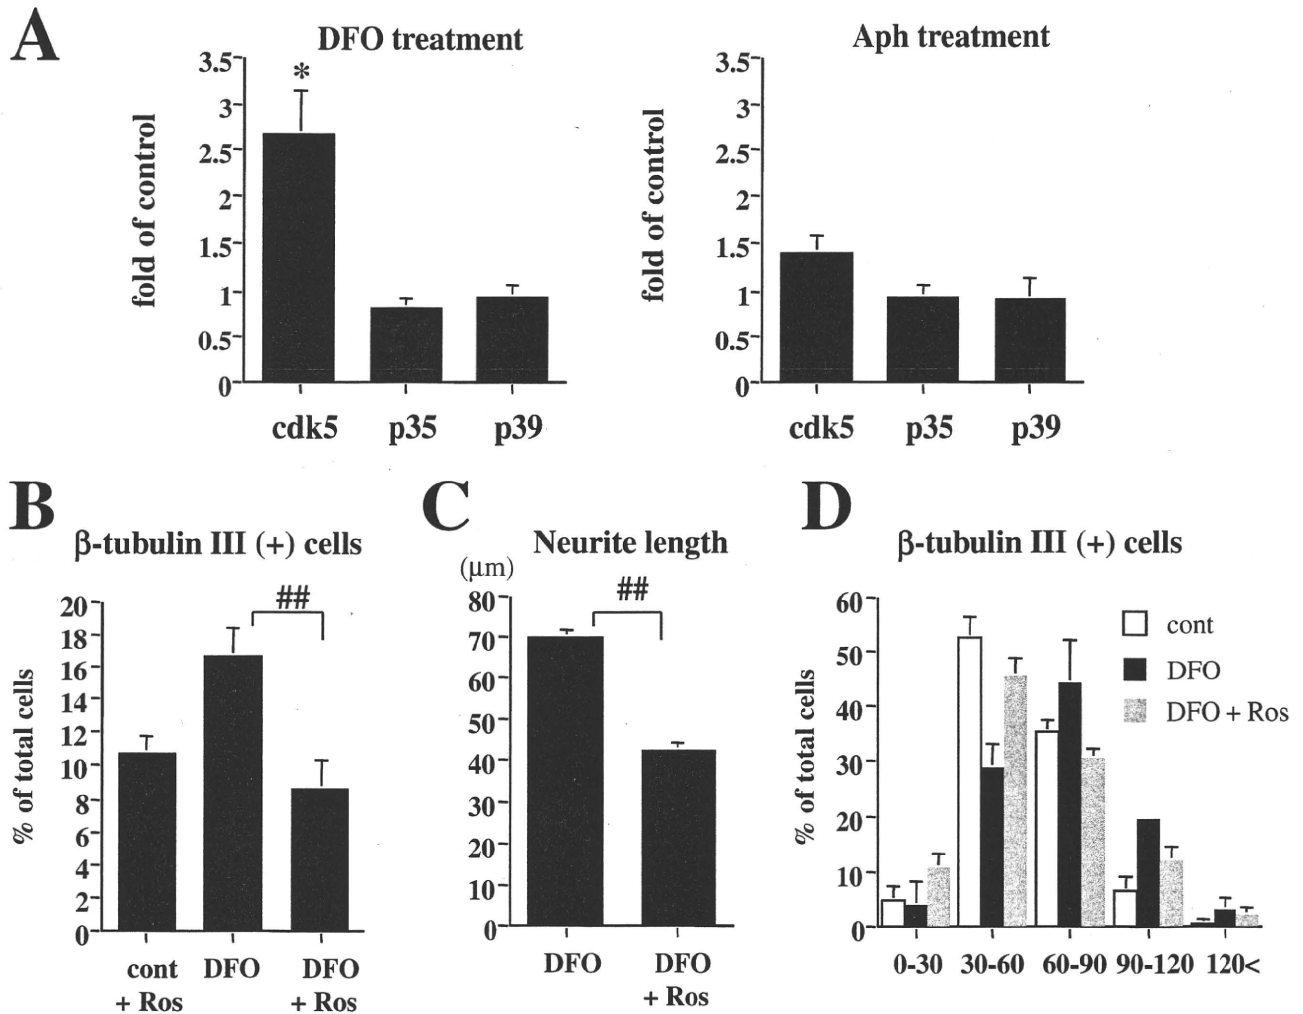 A
DFO treatment
Aph treatment
fold of control
3.5
3
2.5
2
1.5
1
0.5
0
*
cdk5
p35
p39
fold of control
3.5
3
2.5
2
1.5
1
0.5
0
cdk5
p35
p39
B
β-tubulin III (+) cells
% of total cells
20
18
16
14
12
10
8
6
4
2
0
##
cont
+ Ros
DFO
DFO
+ Ros
C
Neurite length
(μm)
80
70
60
50
40
30
20
10
0
##
DFO
DFO
+ Ros
D
β-tubulin III (+) cells
% of total cells
60
50
40
30
20
10
0
cont
DFO
DFO + Ros
0-30
30-60
60-90
90-120
120<